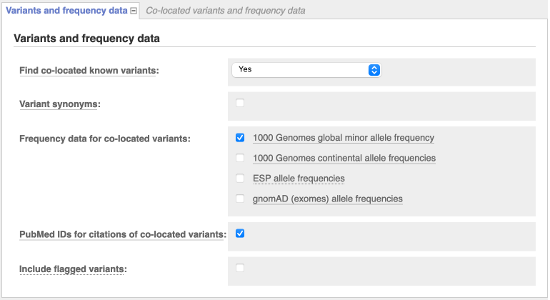 Variants and frequency data Co-located variants and frequency data
Variants and frequency data
Find co-located known variants: Yes
Variant synonyms:
Frequency data for co-located variants: 1000 Genomes global minor allele frequency
1000 Genomes continental allele frequencies
ESP allele frequencies
gnomAD (exomes) allele frequencies
PubMed IDs for citations of co-located variants:
Include flagged variants: